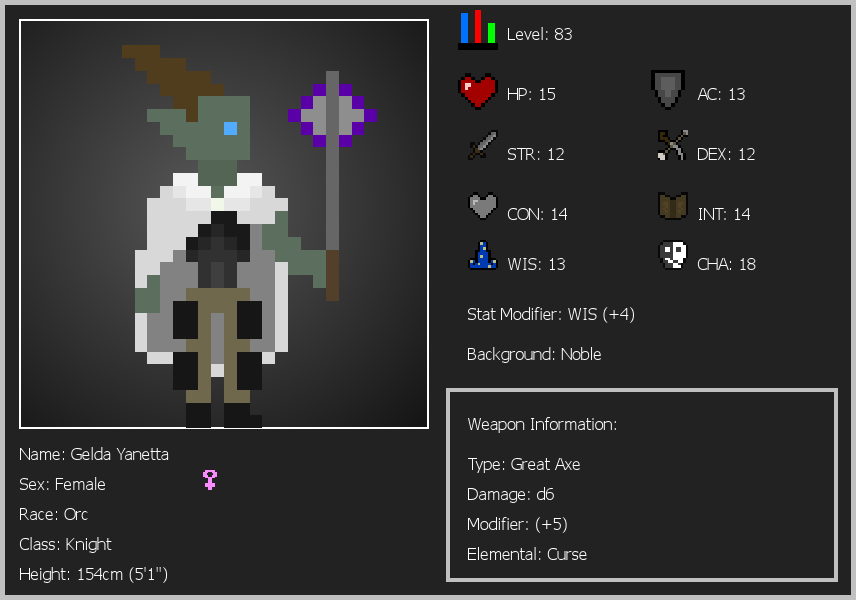 Level: 83
HP: 15
AC: 13
STR: 12
DEX: 12
CON: 14
INT: 14
WIS: 13
CHA: 18
Stat Modifier: WIS (+4)
Background: Noble
Weapon Information:
Type: Great Axe
Damage: d6
Modifier: (+5)
Elemental: Curse
Name: Gelda Yanetta
Sex: Female
Race: Orc
Class: Knight
Height: 154cm (5'1")